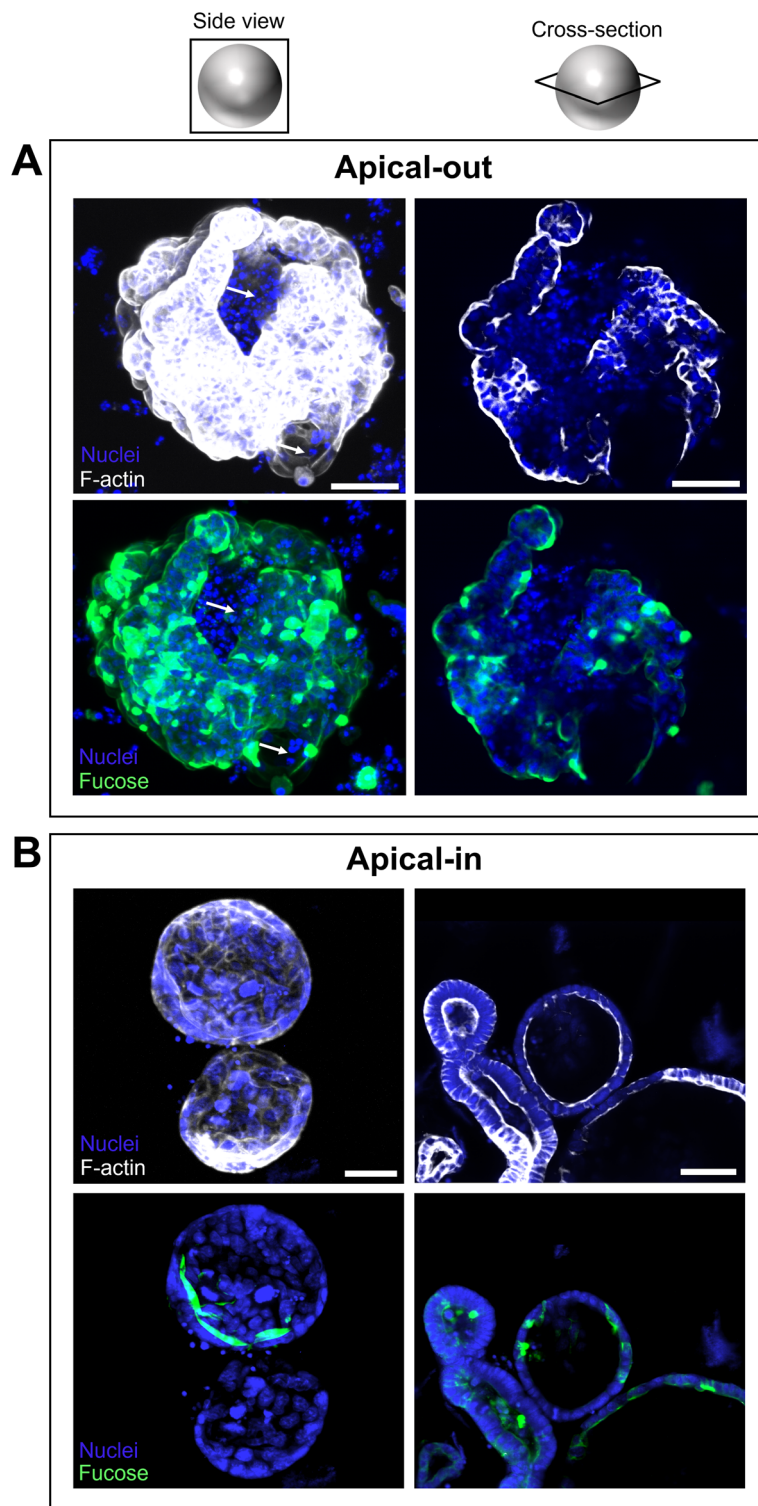 Side view
Cross-section
A
Apical-out
Nuclei
F-actin
Nuclei
Fucose
B
Apical-in
Nuclei
F-actin
Nuclei
Fucose